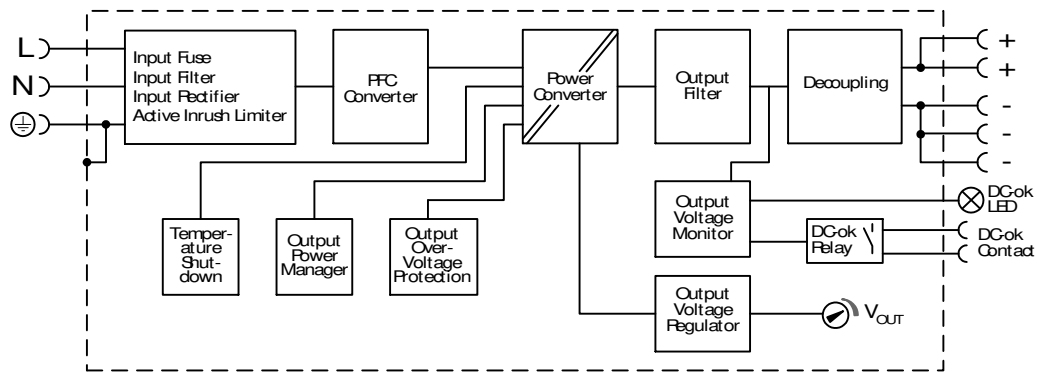 L
N
Input Fuse
Input Filter
Input Rectifier
Active Inrush Limiter
PFC
Converter
Power
Converter
Output
Filter
Decoupling
+
+
-
-
-
Temper-
ature
Shut-
down
Output
Power
Manager
Output
Over-
Voltage
Protection
Output
Voltage
Monitor
DC-ok
Relay
DC-ok
LED
DC-ok
Contact
Output
Voltage
Regulator
VOUT